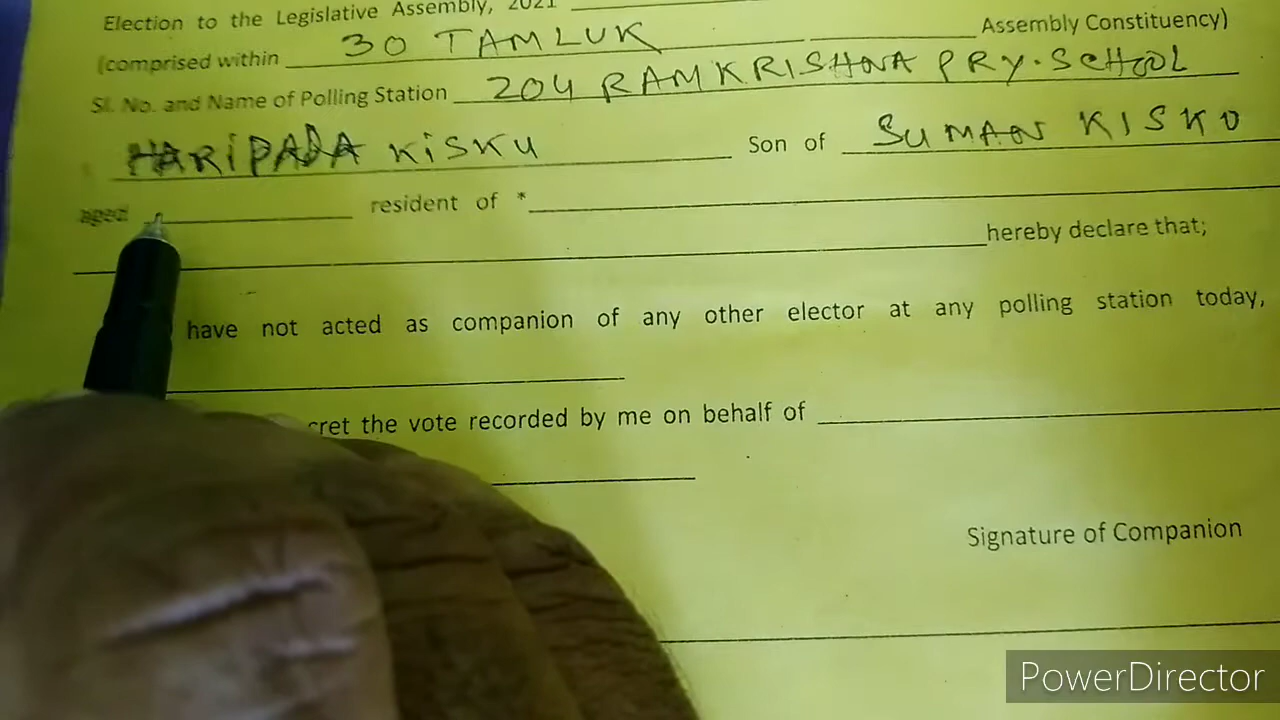 Election to the Legislative Assembly, 2021
(comprised within 30 TAMLUK Assembly Constituency)
Sl. No. and Name of Polling Station 204 RAMKRISHNA PRY. SCHOOL
HARIPADA KISKU Son of SUMAN KISKU
aged resident of *
hereby declare that;
have not acted as companion of any other elector at any polling station today,
cret the vote recorded by me on behalf of
Signature of Companion
PowerDirector